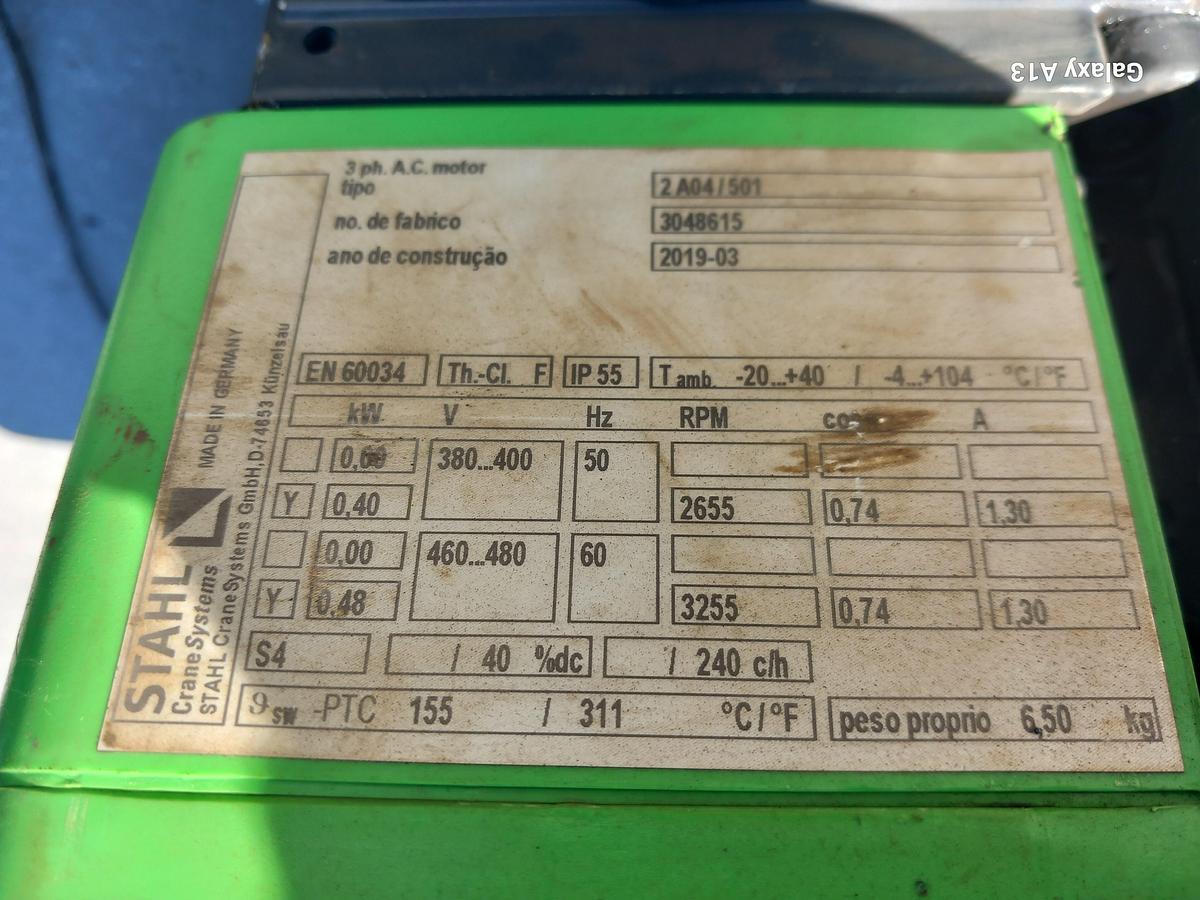 Galaxy A13
3 ph. A.C. motor
tipo 2 A04 / 501
no. de fabrico 3048615
ano de construção 2019-03
EN 60034 Th.-Cl. F IP 55 T amb. -20...+40 / -4...+104 °C/°F
kW V Hz RPM A
0,00 380...400 50
Y 0,40 2655 0,74 1,30
0,00 460...480 60
Y 0,48 3255 0,74 1,30
S4 / 40 %dc / 240 c/h
ϑSW -PTC 155 / 311 °C/°F peso proprio 6,50 kg
STAHL
CraneSystems
STAHL CraneSystems GmbH, D-74653 Künzelsau
MADE IN GERMANY